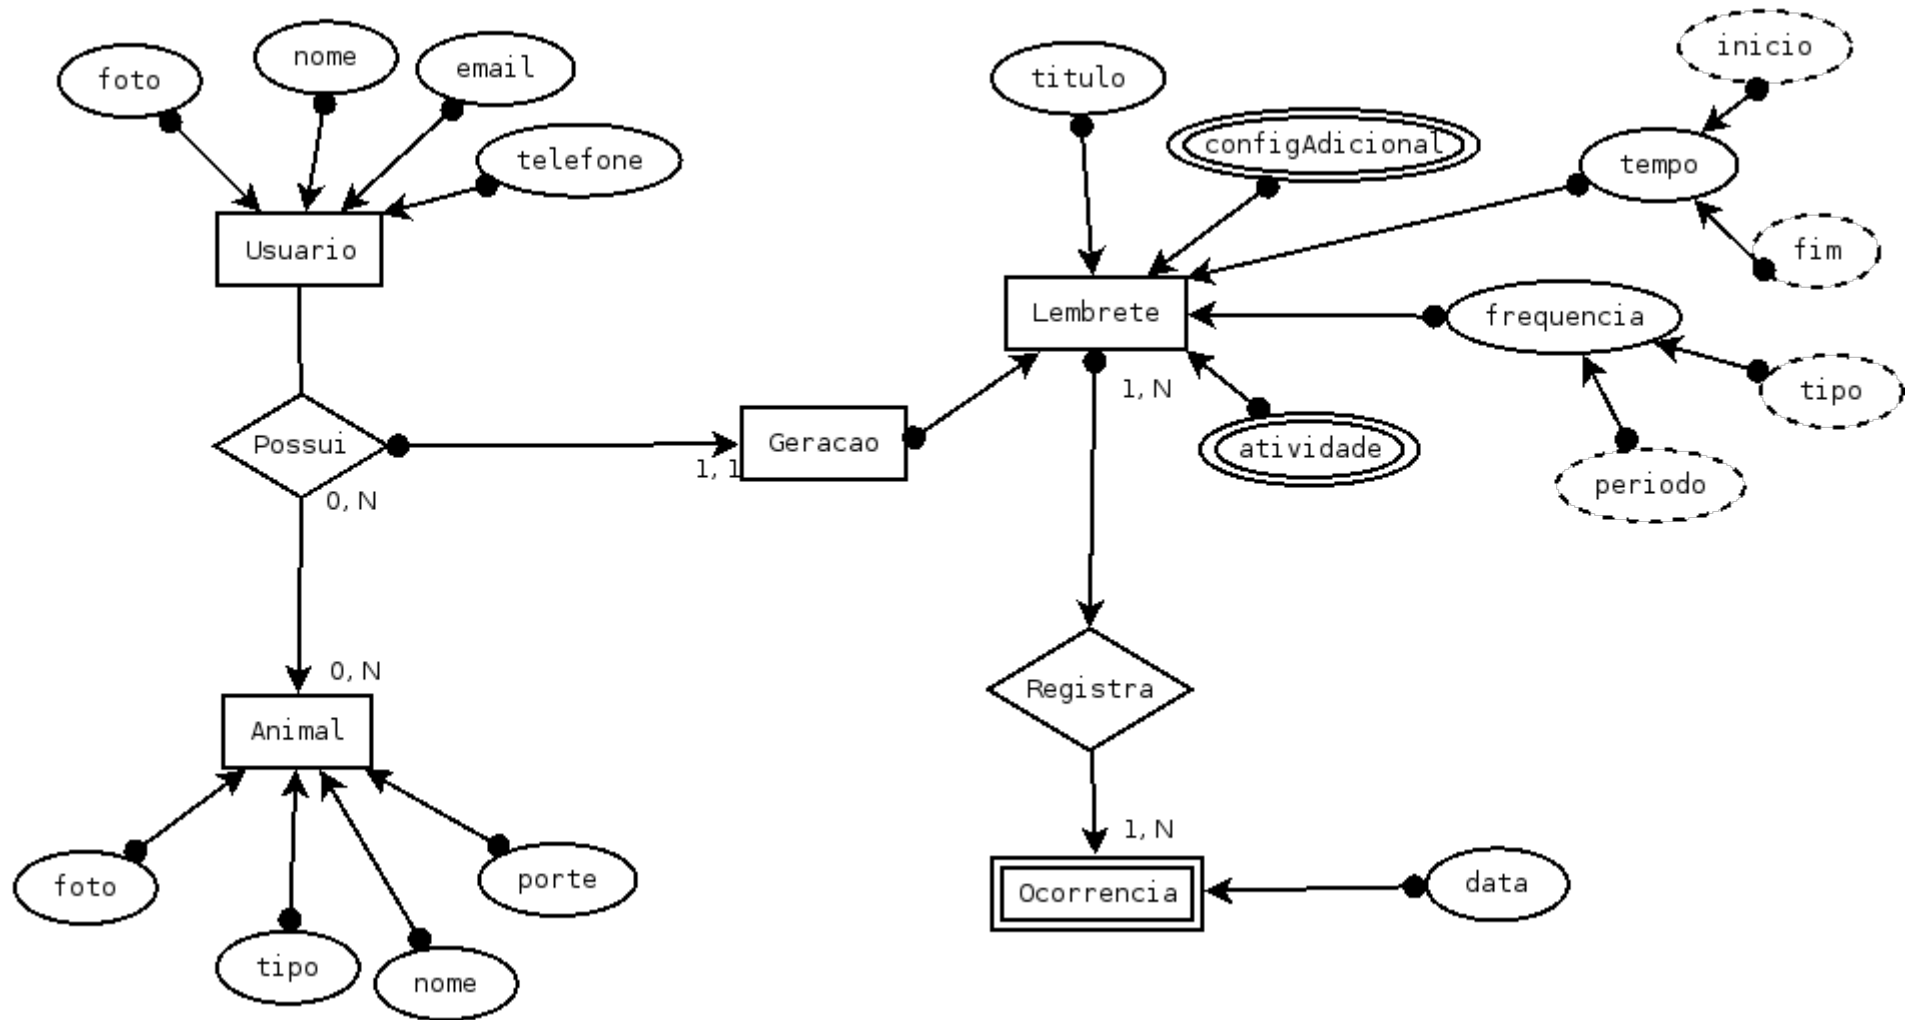 foto
nome
email
telefone
Usuario
Possui
0, N
1, 1
Geracao
0, N
Animal
foto
tipo
nome
porte
titulo
configAdicional
inicio
tempo
fim
Lembrete
frequencia
tipo
periodo
1, N
atividade
Registra
1, N
Ocorrencia
data